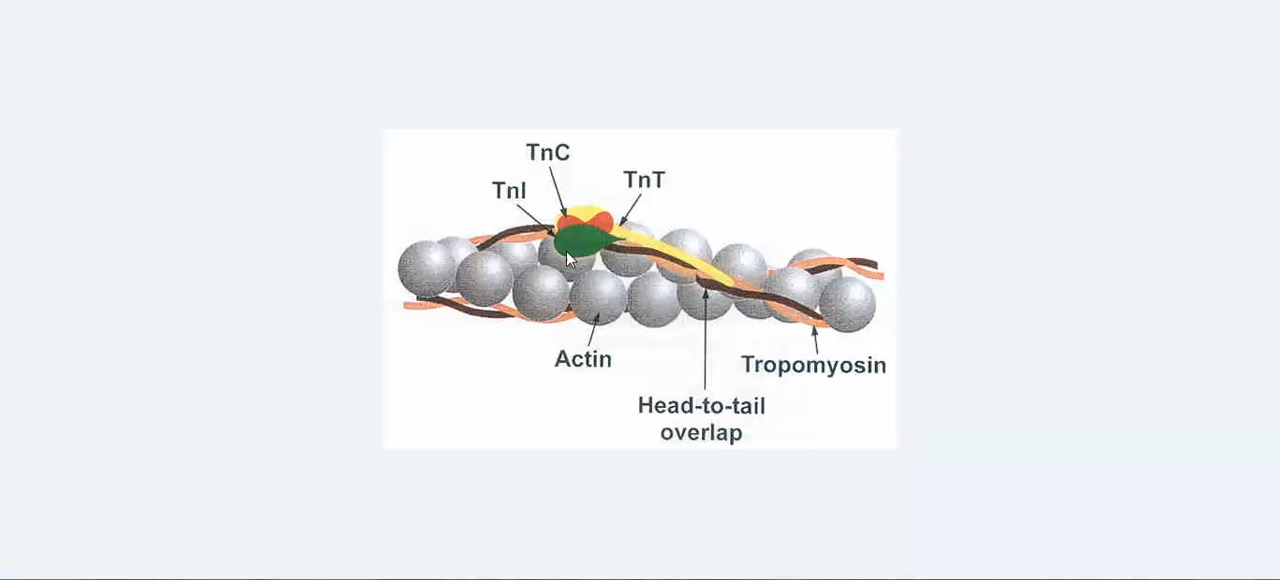 TnC
TnI
TnT
Actin
Tropomyosin
Head-to-tail
overlap